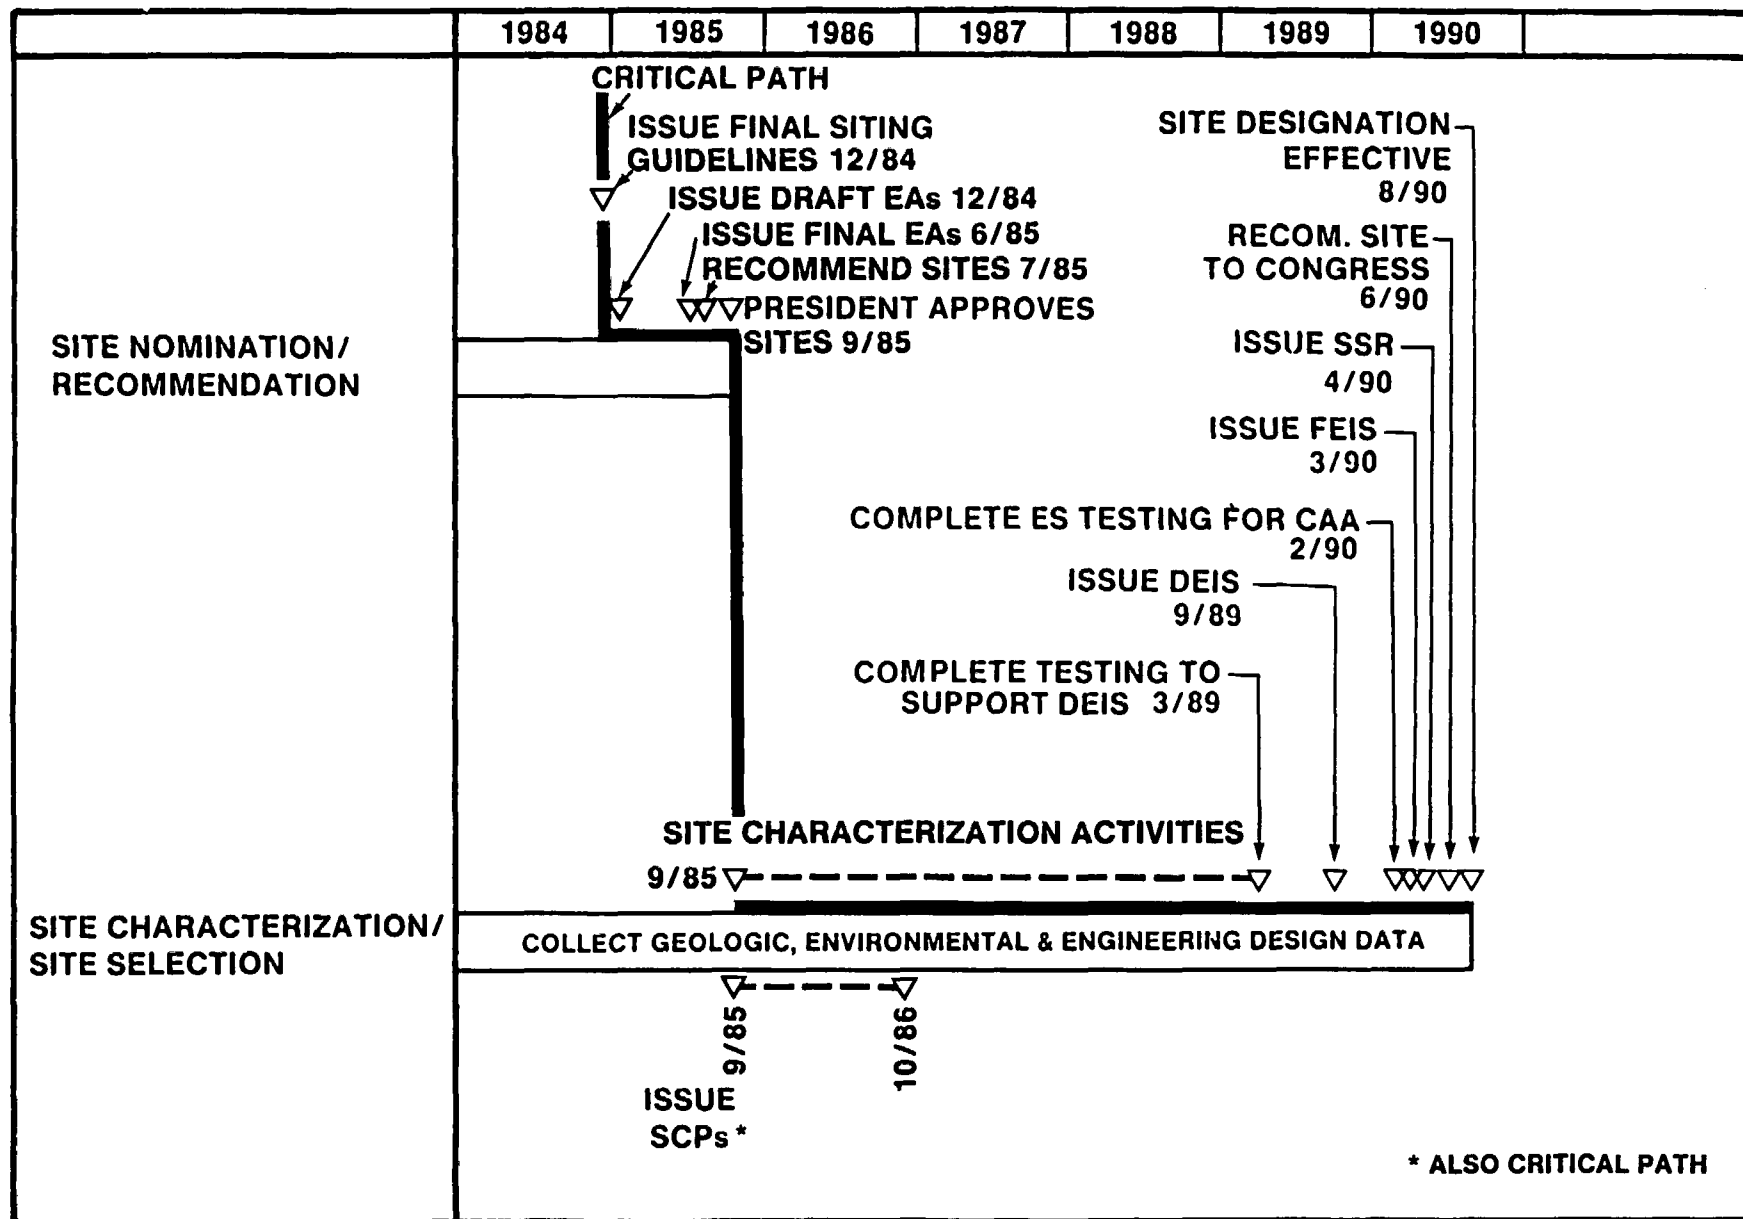 1984 1985 1986 1987 1988 1989 1990
CRITICAL PATH
ISSUE FINAL SITING
GUIDELINES 12/84
ISSUE DRAFT EAs 12/84
ISSUE FINAL EAs 6/85
RECOMMEND SITES 7/85
PRESIDENT APPROVES
SITES 9/85
SITE DESIGNATION
EFFECTIVE
8/90
RECOM. SITE
TO CONGRESS
6/90
ISSUE SSR
4/90
ISSUE FEIS
3/90
COMPLETE ES TESTING FOR CAA
2/90
ISSUE DEIS
9/89
COMPLETE TESTING TO
SUPPORT DEIS 3/89
SITE NOMINATION/
RECOMMENDATION
SITE CHARACTERIZATION ACTIVITIES
9/85
SITE CHARACTERIZATION/
SITE SELECTION
COLLECT GEOLOGIC, ENVIRONMENTAL & ENGINEERING DESIGN DATA
9/85
10/86
ISSUE
SCPs *
* ALSO CRITICAL PATH